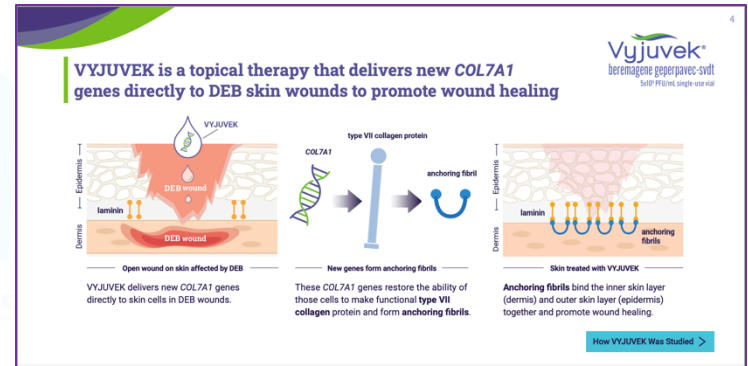 4
VYJUVEK is a topical therapy that delivers new COL7A1
genes directly to DEB skin wounds to promote wound healing
Vyjuvek®
beremagene geperpavec-svdt
5x10⁹ PFU/mL single-use vial
VYJUVEK
Epidermis
DEB wound
laminin
Dermis
DEB wound
Open wound on skin affected by DEB
VYJUVEK delivers new COL7A1 genes
directly to skin cells in DEB wounds.
type VII collagen protein
COL7A1
anchoring fibril
New genes form anchoring fibrils
These COL7A1 genes restore the ability of
those cells to make functional type VII
collagen protein and form anchoring fibrils.
Epidermis
laminin
Dermis
anchoring
fibrils
Skin treated with VYJUVEK
Anchoring fibrils bind the inner skin layer
(dermis) and outer skin layer (epidermis)
together and promote wound healing.
How VYJUVEK Was Studied